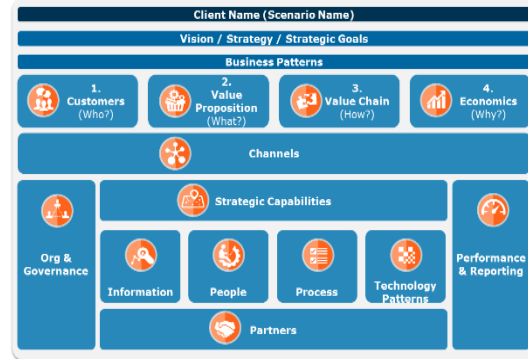 Client Name (Scenario Name)
Vision / Strategy / Strategic Goals
Business Patterns
1.
Customers
(Who?)
2.
Value
Proposition
(What?)
3.
Value Chain
(How?)
4.
Economics
(Why?)
Channels
Org &
Governance
Strategic Capabilities
Information
People
Process
Technology
Patterns
Partners
Performance
& Reporting